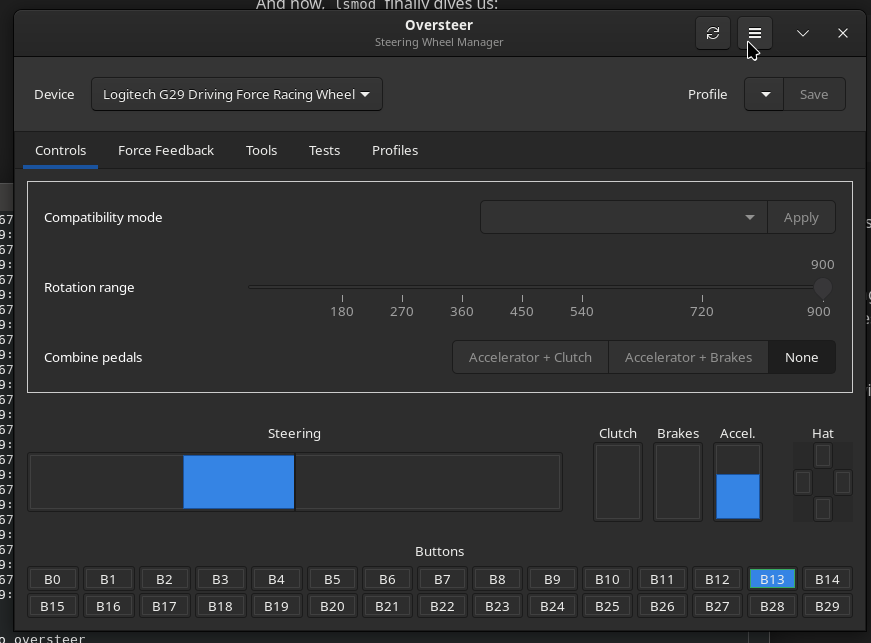 And now, lsmod finally gives us:
Oversteer
Steering Wheel Manager
Device
Logitech G29 Driving Force Racing Wheel
Profile
Save
Controls Force Feedback Tools Tests Profiles
Compatibility mode
Apply
900
Rotation range
180 270 360 450 540 720 900
Combine pedals
Accelerator + Clutch Accelerator + Brakes None
Steering Clutch Brakes Accel. Hat
Buttons
B0 B1 B2 B3 B4 B5 B6 B7 B8 B9 B10 B11 B12 B13 B14
B15 B16 B17 B18 B19 B20 B21 B22 B23 B24 B25 B26 B27 B28 B29
oversteer